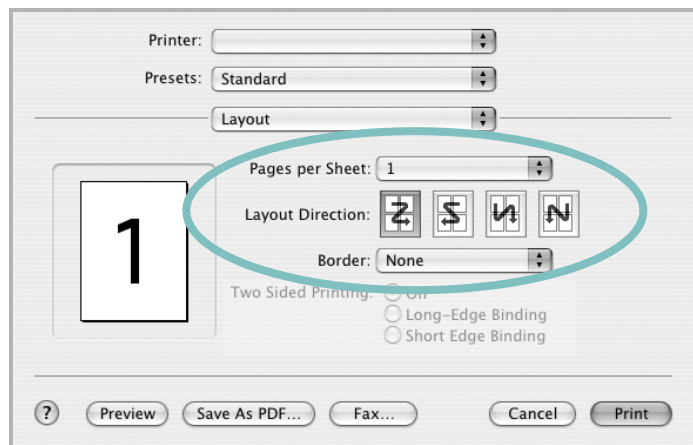 Printer:
Presets: Standard
Layout
Pages per Sheet: 1
1
Layout Direction:
Border: None
Two Sided Printing: Off
Long-Edge Binding
Short Edge Binding
? Preview Save As PDF... Fax... Cancel Print